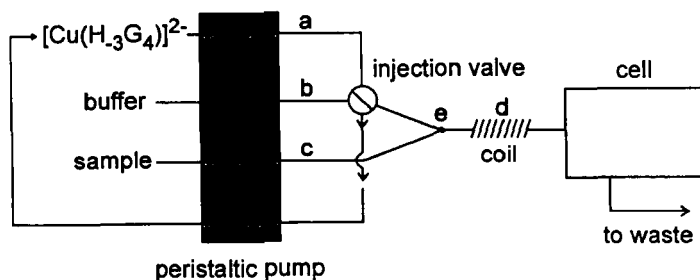 [Cu(H₋₃G₄)]²⁻
a
injection valve
cell
buffer
b
e
d
sample
c
coil
to waste
peristaltic pump